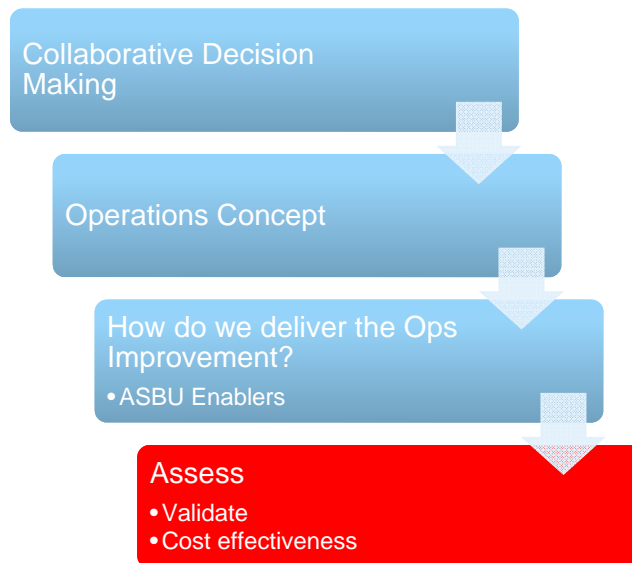 Collaborative Decision
Making
Operations Concept
How do we deliver the Ops
Improvement?
•ASBU Enablers
Assess
•Validate
•Cost effectiveness